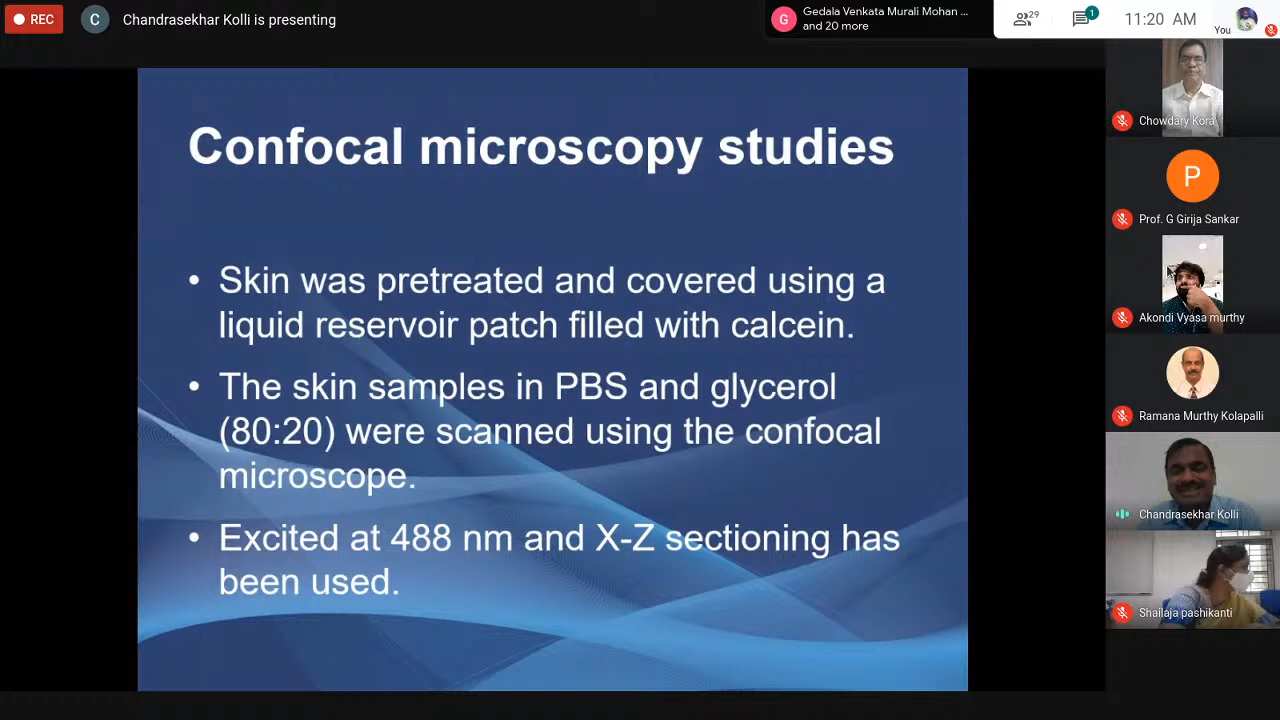 REC
C
Chandrasekhar Kolli is presenting
G
Gedala Venkata Murali Mohan ...
and 20 more
29
1
11:20 AM
You
Confocal microscopy studies
• Skin was pretreated and covered using a
liquid reservoir patch filled with calcein.
• The skin samples in PBS and glycerol
(80:20) were scanned using the confocal
microscope.
• Excited at 488 nm and X-Z sectioning has
been used.
Chowdary Kora
P
Prof. G Girija Sankar
Akondi Vyasa murthy
Ramana Murthy Kolapalli
Chandrasekhar Kolli
Shailaja pashikanti